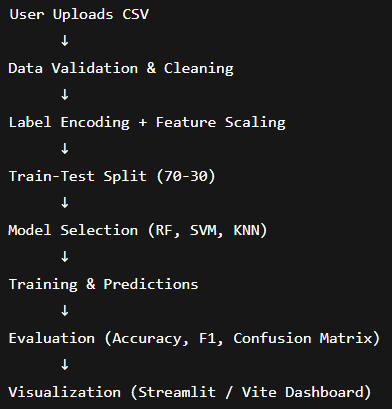 User Uploads CSV
↓
Data Validation & Cleaning
↓
Label Encoding + Feature Scaling
↓
Train-Test Split (70-30)
↓
Model Selection (RF, SVM, KNN)
↓
Training & Predictions
↓
Evaluation (Accuracy, F1, Confusion Matrix)
↓
Visualization (Streamlit / Vite Dashboard)